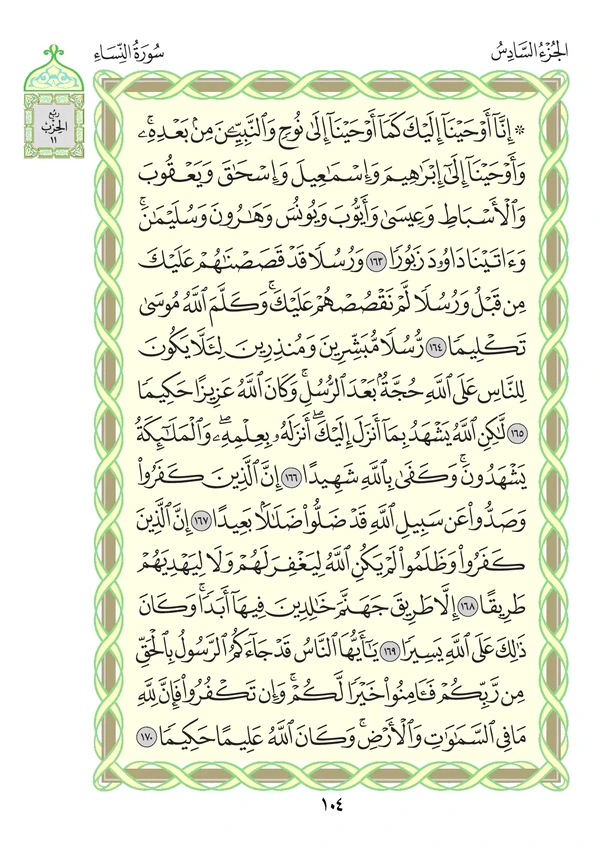 الجُزْءُ السَّادِسُ
سُورَةُ النِّسَاءِ
رُبْع
الحِزْب
١١
* إِنَّآ أَوْحَيْنَآ إِلَيْكَ كَمَآ أَوْحَيْنَآ إِلَىٰ نُوحٍ وَٱلنَّبِيِّـۧنَ مِنۢ بَعْدِهِۦۚ
وَأَوْحَيْنَآ إِلَىٰٓ إِبْرَٰهِيمَ وَإِسْمَٰعِيلَ وَإِسْحَٰقَ وَيَعْقُوبَ
وَٱلْأَسْبَاطِ وَعِيسَىٰ وَأَيُّوبَ وَيُونُسَ وَهَٰرُونَ وَسُلَيْمَٰنَۚ
وَءَاتَيْنَا دَاوُۥدَ زَبُورًا ١٦٣ وَرُسُلًا قَدْ قَصَصْنَٰهُمْ عَلَيْكَ
مِن قَبْلُ وَرُسُلًا لَّمْ نَقْصُصْهُمْ عَلَيْكَۚ وَكَلَّمَ ٱللَّهُ مُوسَىٰ
تَكْلِيمًا ١٦٤ رُّسُلًا مُّبَشِّرِينَ وَمُنذِرِينَ لِئَلَّا يَكُونَ
لِلنَّاسِ عَلَى ٱللَّهِ حُجَّةٌۢ بَعْدَ ٱلرُّسُلِۚ وَكَانَ ٱللَّهُ عَزِيزًا حَكِيمًا
١٦٥ لَّٰكِنِ ٱللَّهُ يَشْهَدُ بِمَآ أَنزَلَ إِلَيْكَۖ أَنزَلَهُۥ بِعِلْمِهِۦۖ وَٱلْمَلَٰٓئِكَةُ
يَشْهَدُونَۚ وَكَفَىٰ بِٱللَّهِ شَهِيدًا ١٦٦ إِنَّ ٱلَّذِينَ كَفَرُوا۟
وَصَدُّوا۟ عَن سَبِيلِ ٱللَّهِ قَدْ ضَلُّوا۟ ضَلَٰلًۢا بَعِيدًا ١٦٧ إِنَّ ٱلَّذِينَ
كَفَرُوا۟ وَظَلَمُوا۟ لَمْ يَكُنِ ٱللَّهُ لِيَغْفِرَ لَهُمْ وَلَا لِيَهْدِيَهُمْ
طَرِيقًا ١٦٨ إِلَّا طَرِيقَ جَهَنَّمَ خَٰلِدِينَ فِيهَآ أَبَدًاۚ وَكَانَ
ذَٰلِكَ عَلَى ٱللَّهِ يَسِيرًا ١٦٩ يَٰٓأَيُّهَا ٱلنَّاسُ قَدْ جَآءَكُمُ ٱلرَّسُولُ بِٱلْحَقِّ
مِن رَّبِّكُمْ فَـَٔامِنُوا۟ خَيْرًا لَّكُمْۚ وَإِن تَكْفُرُوا۟ فَإِنَّ لِلَّهِ
مَا فِى ٱلسَّمَٰوَٰتِ وَٱلْأَرْضِۚ وَكَانَ ٱللَّهُ عَلِيمًا حَكِيمًا ١٧٠
١٠٤